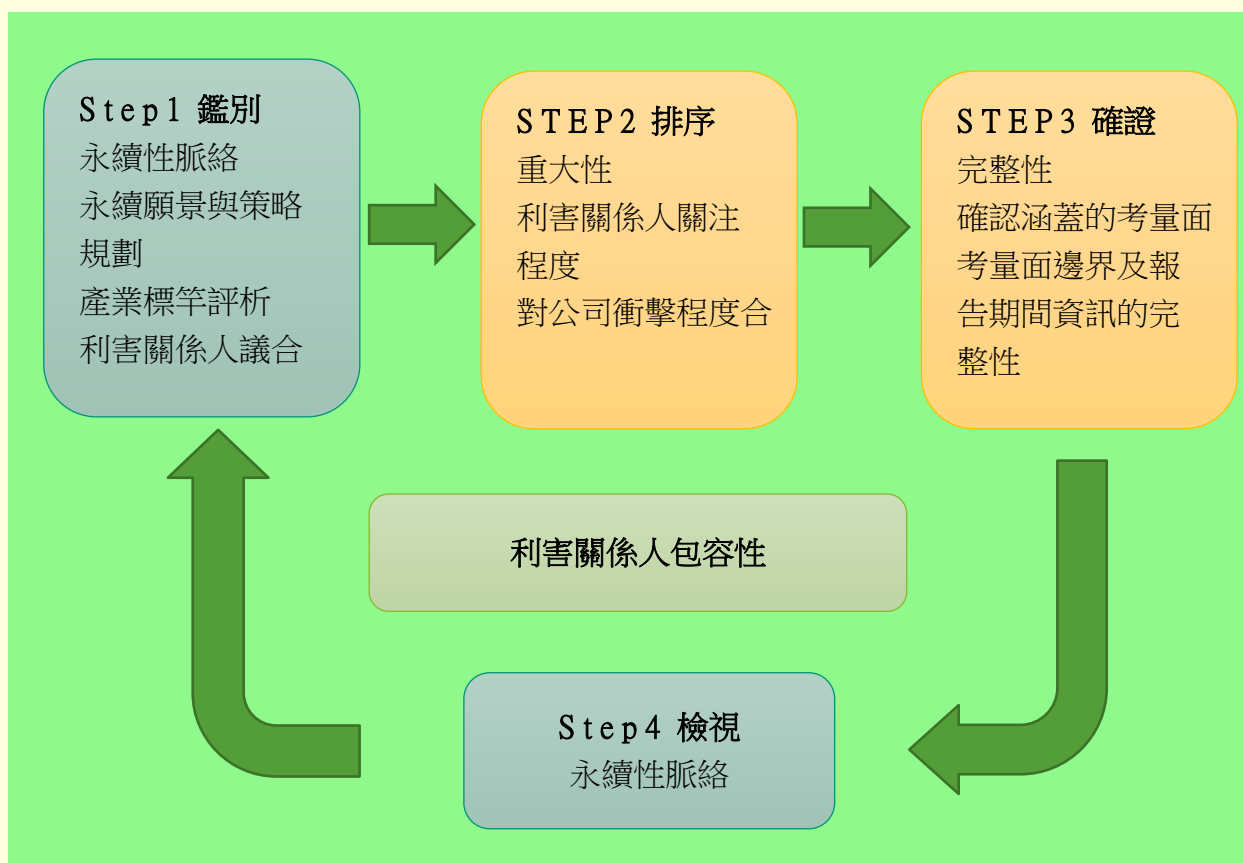 Step1 鑑別
永續性脈絡
永續願景與策略
規劃
產業標竿評析
利害關係人議合
STEP2 排序
重大性
利害關係人關注
程度
對公司衝擊程度合
STEP3 確證
完整性
確認涵蓋的考量面
考量面邊界及報
告期間資訊的完
整性
利害關係人包容性
Step4 檢視
永續性脈絡